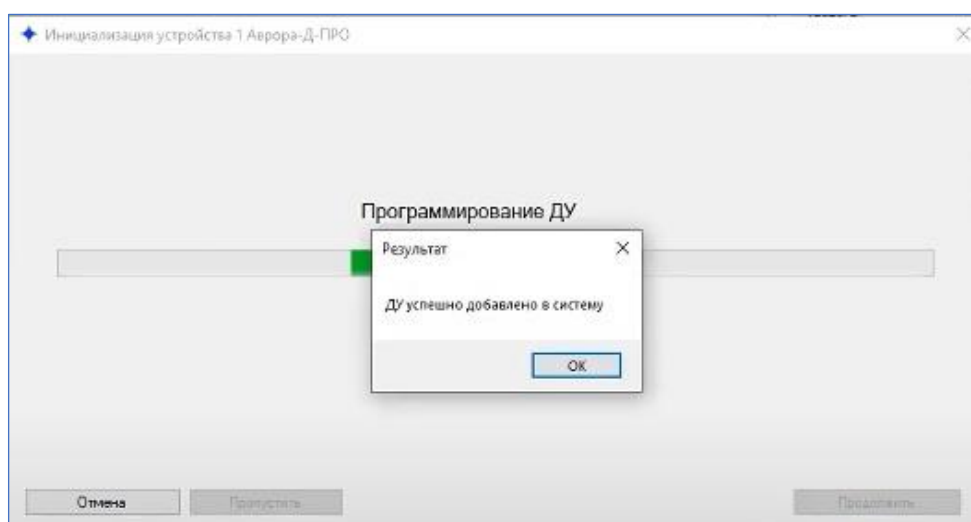 Инициализация устройства 1 Аврора-Д-ПРО
Программирование ДУ
Результат
ДУ успешно добавлено в систему
OK
Отмена
Пропустить
Продолжить